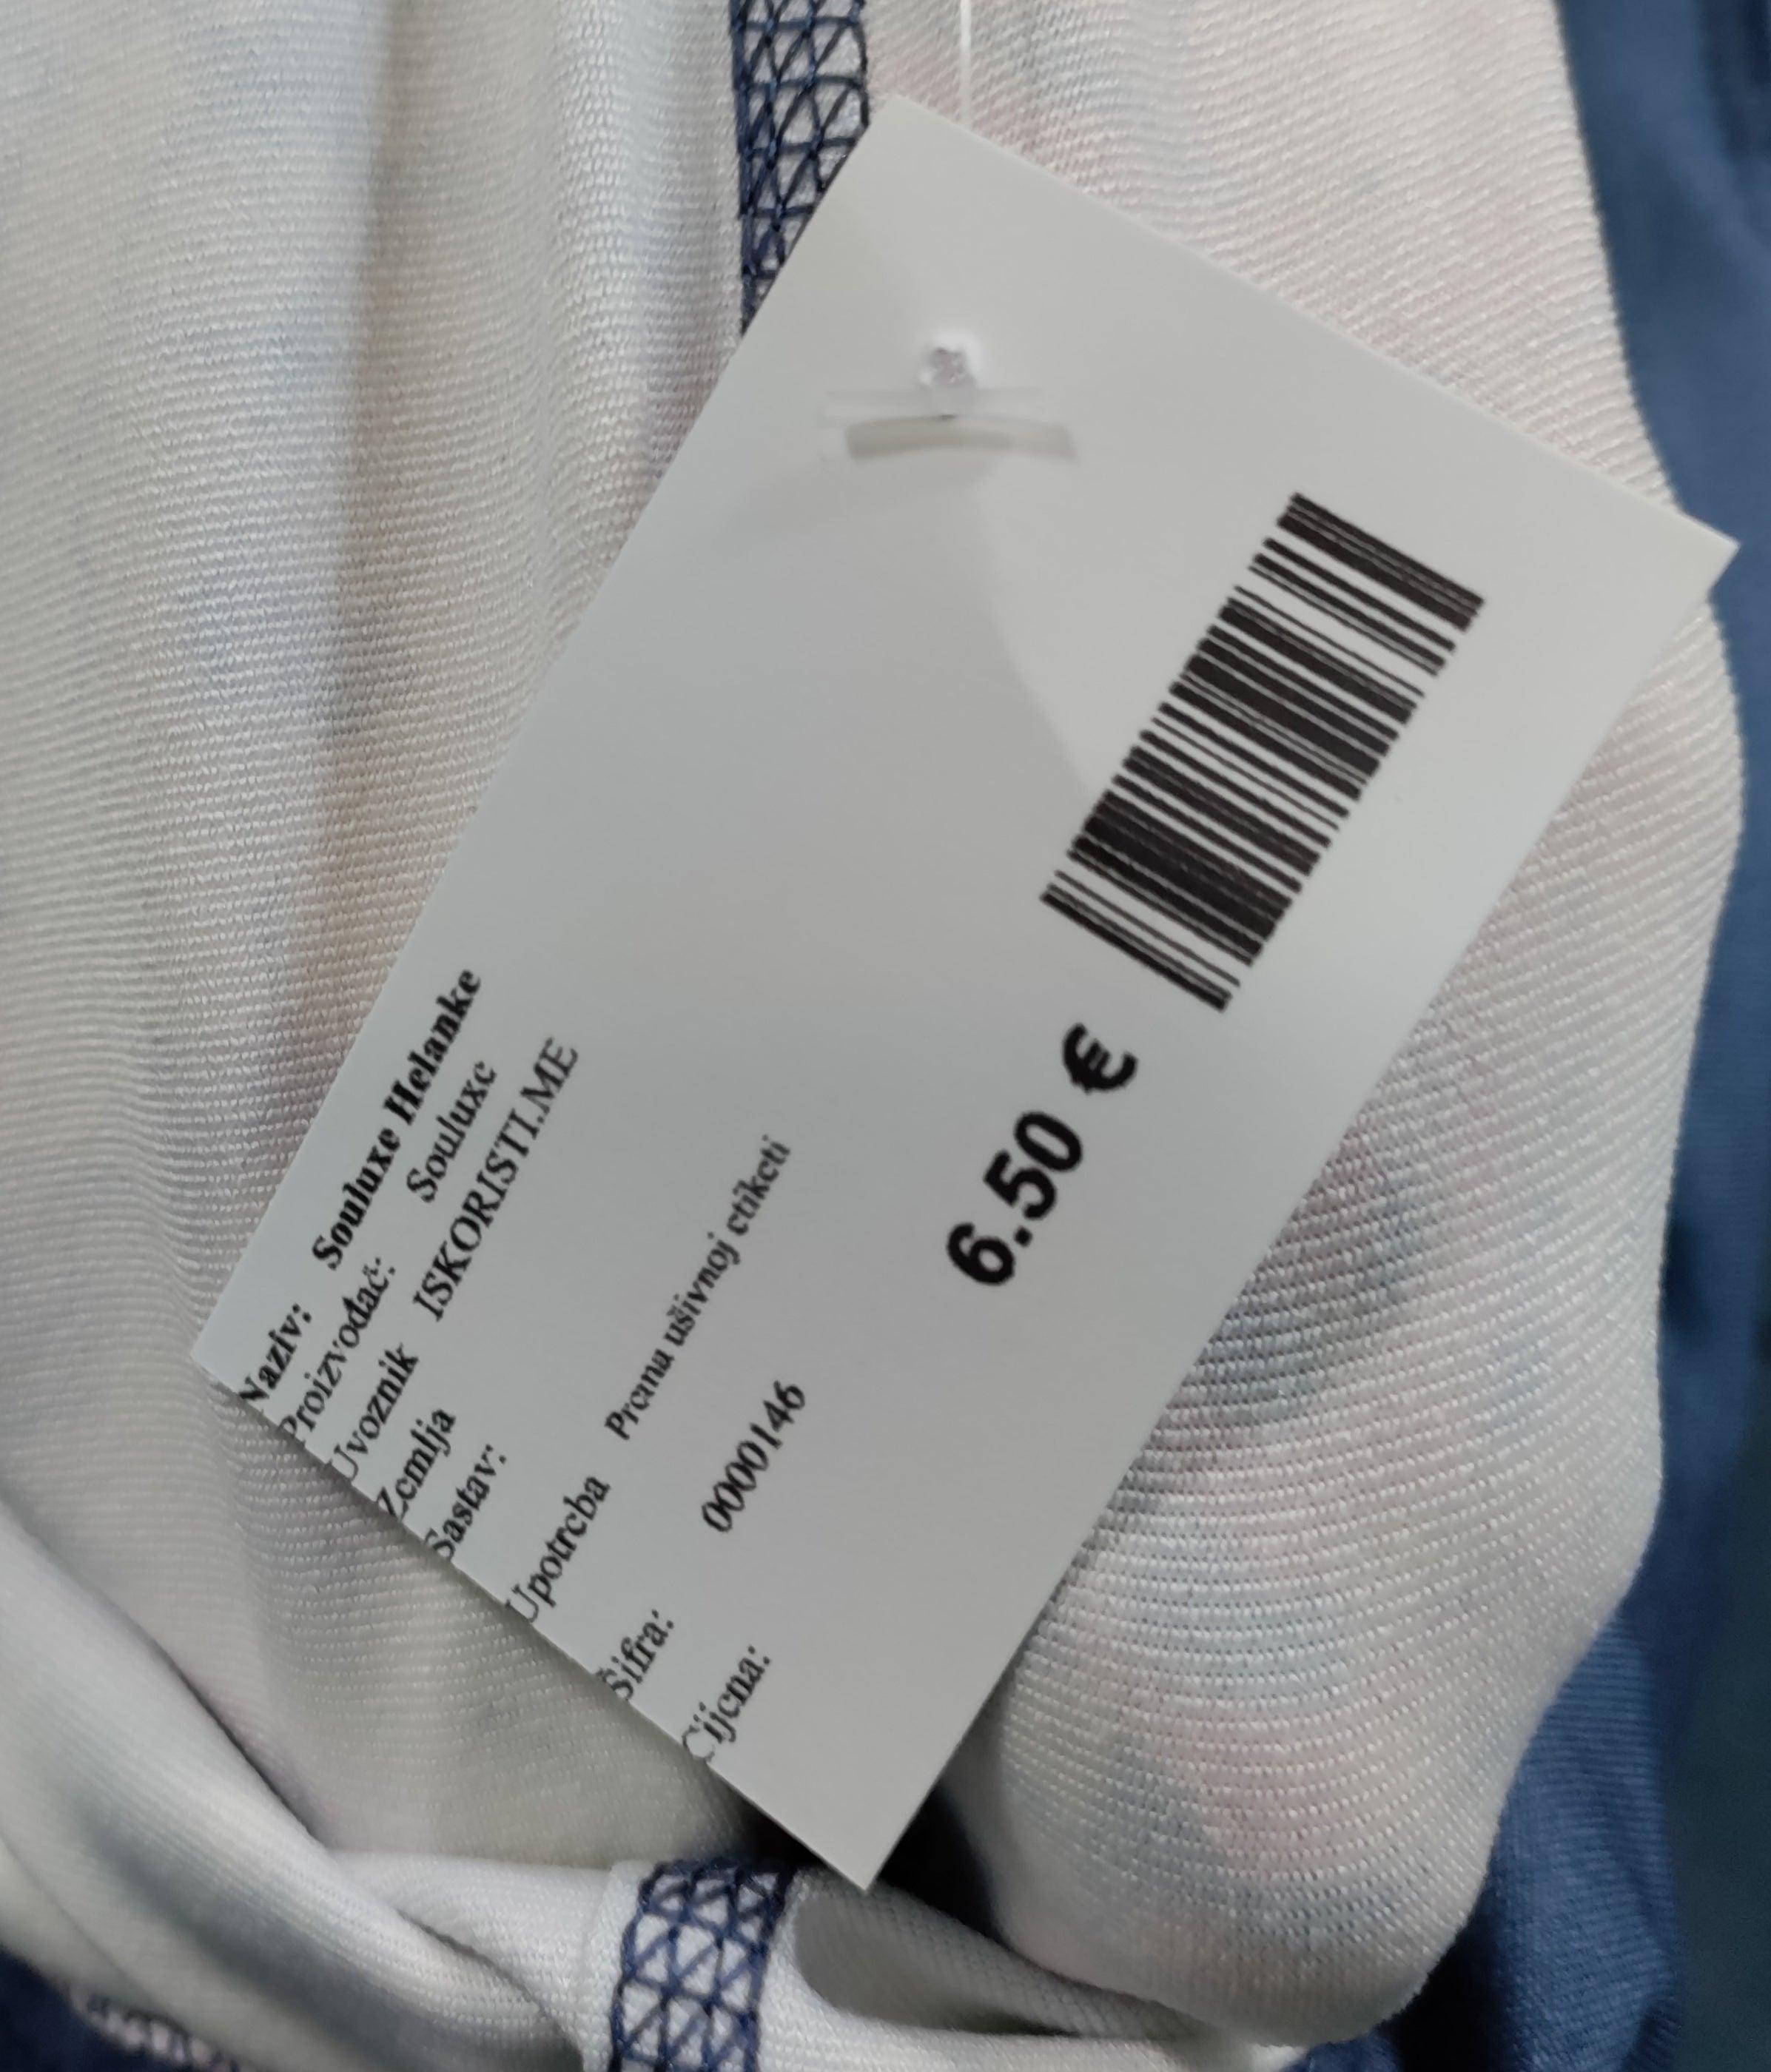 Naziv: Souluxe Helanke
Proizvođač: Souluxe
Uvoznik ISKORISTI.ME
Zemlja
Sastav:
Upotreba Prema ušivnoj etiketi
Šifra: 0000146
Cijena: 6.50 €